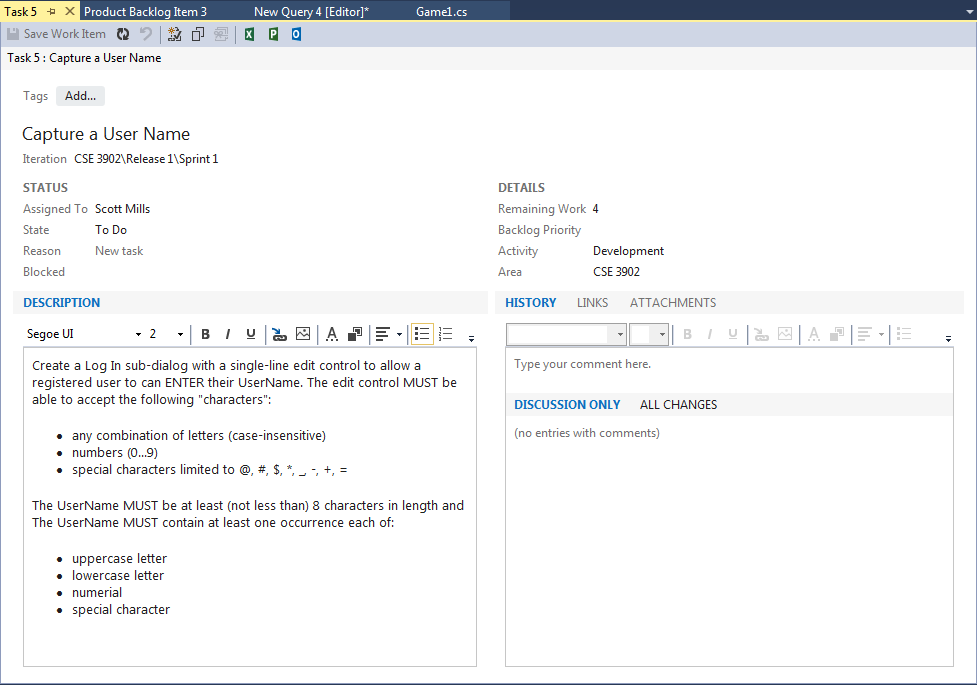 Task 5
Product Backlog Item 3
New Query 4 [Editor]*
Game1.cs
Save Work Item
Task 5 : Capture a User Name
Tags Add...
Capture a User Name
Iteration CSE 3902\Release 1\Sprint 1
STATUS
Assigned To Scott Mills
State To Do
Reason New task
Blocked
DETAILS
Remaining Work 4
Backlog Priority
Activity Development
Area CSE 3902
DESCRIPTION
Segoe UI 2 B I U A
Create a Log In sub-dialog with a single-line edit control to allow a
registered user to can ENTER their UserName. The edit control MUST be
able to accept the following "characters":
• any combination of letters (case-insensitive)
• numbers (0...9)
• special characters limited to @, #, $, *, _, -, +, =
The UserName MUST be at least (not less than) 8 characters in length and
The UserName MUST contain at least one occurrence each of:
• uppercase letter
• lowercase letter
• numerial
• special character
HISTORY LINKS ATTACHMENTS
B I U A
Type your comment here.
DISCUSSION ONLY ALL CHANGES
(no entries with comments)